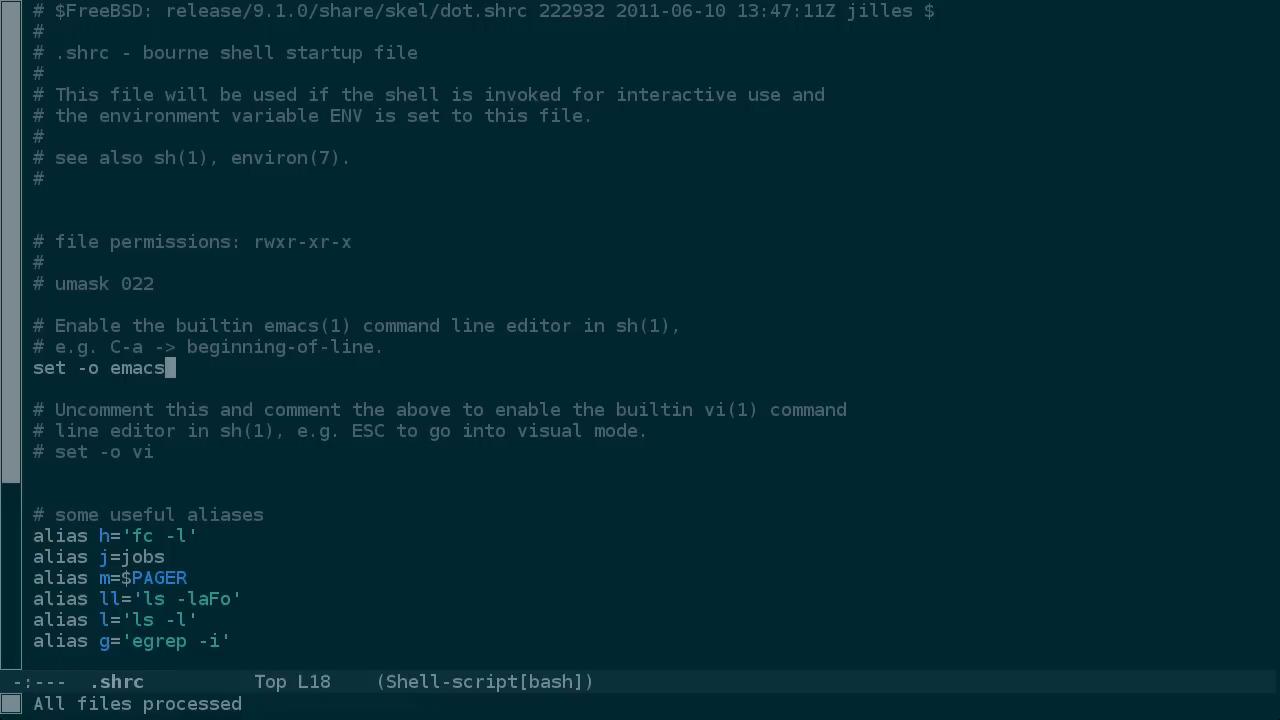 # $FreeBSD: release/9.1.0/share/skel/dot.shrc 222932 2011-06-10 13:47:11Z jilles $
#
# .shrc - bourne shell startup file
#
# This file will be used if the shell is invoked for interactive use and
# the environment variable ENV is set to this file.
#
# see also sh(1), environ(7).
#
# file permissions: rwxr-xr-x
#
# umask 022
# Enable the builtin emacs(1) command line editor in sh(1),
# e.g. C-a -> beginning-of-line.
set -o emacs
# Uncomment this and comment the above to enable the builtin vi(1) command
# line editor in sh(1), e.g. ESC to go into visual mode.
# set -o vi
# some useful aliases
alias h='fc -l'
alias j=jobs
alias m=$PAGER
alias ll='ls -laFo'
alias l='ls -l'
alias g='egrep -i'
-:--- .shrc Top L18 (Shell-script[bash])
All files processed